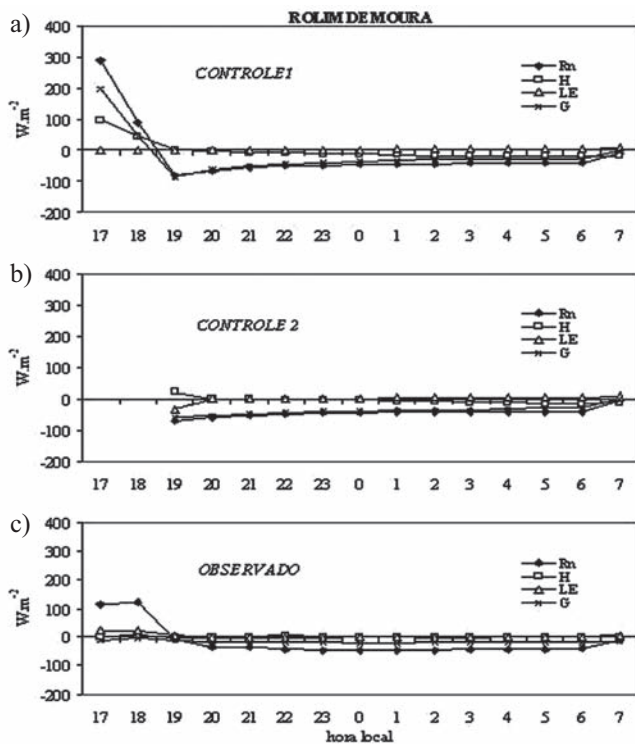 ROLIM DE MOURA
a)
CONTROLE1
Rn
H
LE
G
W.m-2
400
300
200
100
0
-100
-200
17 18 19 20 21 22 23 0 1 2 3 4 5 6 7
b)
CONTROLE 2
Rn
H
LE
G
W.m-2
400
300
200
100
0
-100
-200
17 18 19 20 21 22 23 0 1 2 3 4 5 6 7
c)
OBSERVADO
Rn
H
LE
G
W.m-2
400
300
200
100
0
-100
-200
17 18 19 20 21 22 23 0 1 2 3 4 5 6 7
hora local